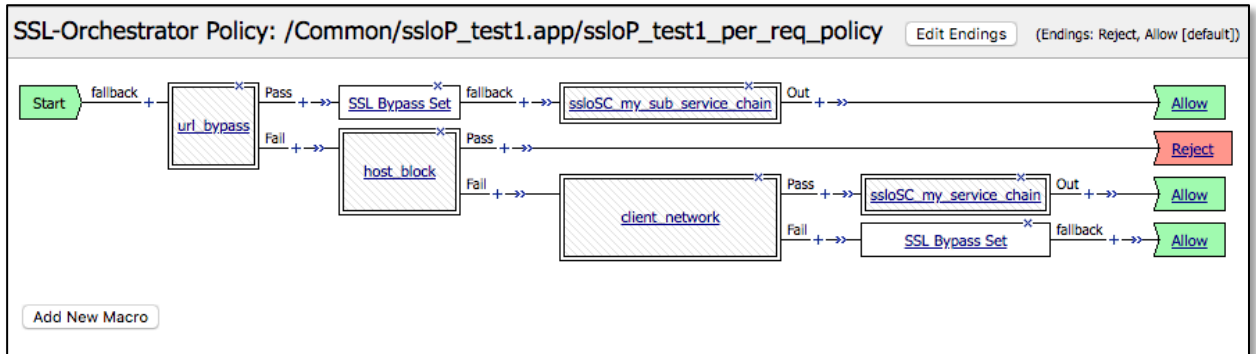 SSL-Orchestrator Policy: /Common/ssloP_test1.app/ssloP_test1_per_req_policy Edit Endings (Endings: Reject, Allow [default])
Start fallback + url_bypass Pass + SSL Bypass Set fallback + ssloSC_my_sub_service_chain Out + Allow
Fail + host_block Pass + Reject
Fail + client_network Pass + ssloSC_my_service_chain Out + Allow
Fail + SSL Bypass Set fallback + Allow
Add New Macro